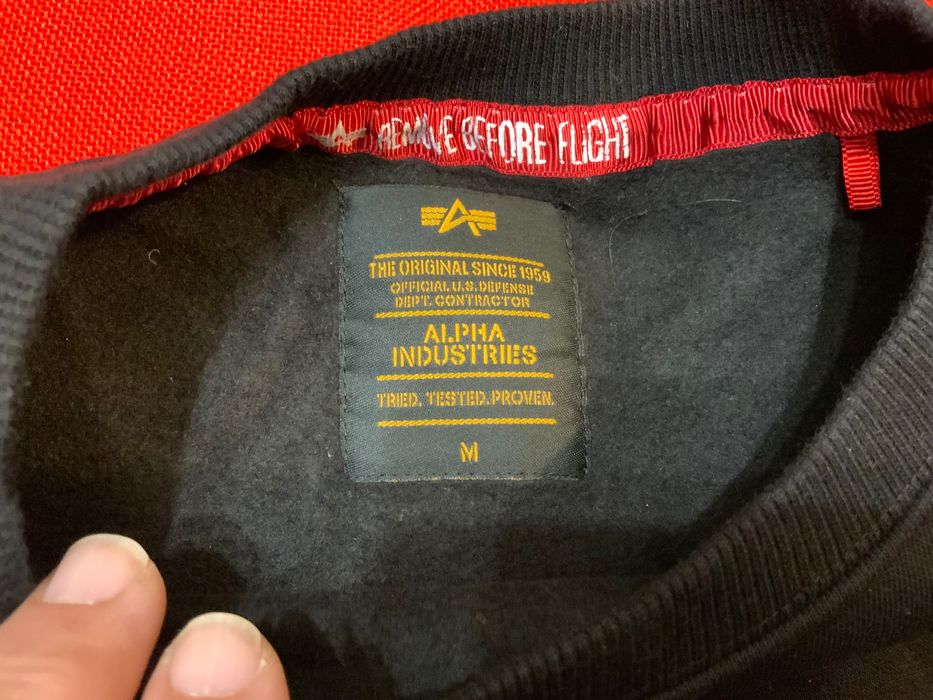 REMOVE BEFORE FLIGHT
THE ORIGINAL SINCE 1959
OFFICIAL U.S. DEFENSE
DEPT. CONTRACTOR
ALPHA
INDUSTRIES
TRIED. TESTED. PROVEN.
M